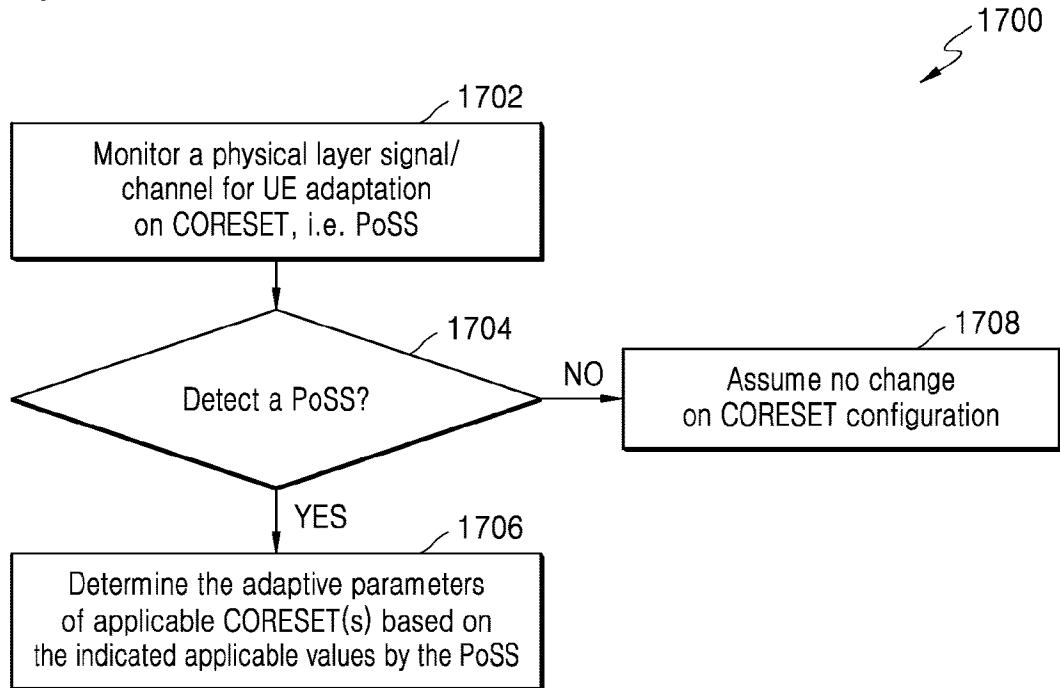 1700
1702
Monitor a physical layer signal/
channel for UE adaptation
on CORESET, i.e. PoSS
1704
Detect a PoSS?
NO
1708
Assume no change
on CORESET configuration
YES
1706
Determine the adaptive parameters
of applicable CORESET(s) based on
the indicated applicable values by the PoSS